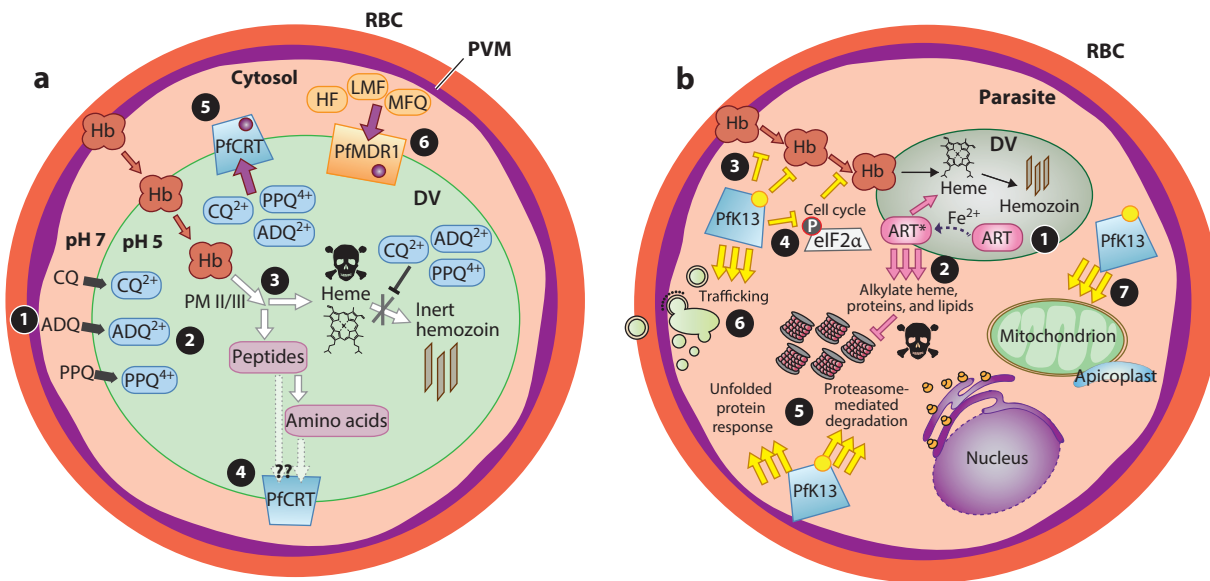 a
RBC
PVM
Cytosol
5
HF
LMF
MFQ
Hb
PfCRT
PfMDR1
6
Hb
DV
CQ2+
PPQ4+
ADQ2+
pH 7
pH 5
Hb
CQ2+
ADQ2+
PPQ4+
3
CQ
CQ2+
PM II/III
Heme
Inert
hemozoin
1
ADQ
ADQ2+
2
Peptides
PPQ
PPQ4+
Amino acids
4
??
PfCRT
b
RBC
Parasite
Hb
Hb
DV
3
Hb
Heme
Hemozoin
PfK13
Cell cycle
P
eIF2α
4
ART*
Fe2+
ART
1
PfK13
2
Alkylate heme,
proteins, and lipids
7
Trafficking
6
Mitochondrion
Apicoplast
Unfolded
protein
response
5
Proteasome-
mediated
degradation
Nucleus
PfK13